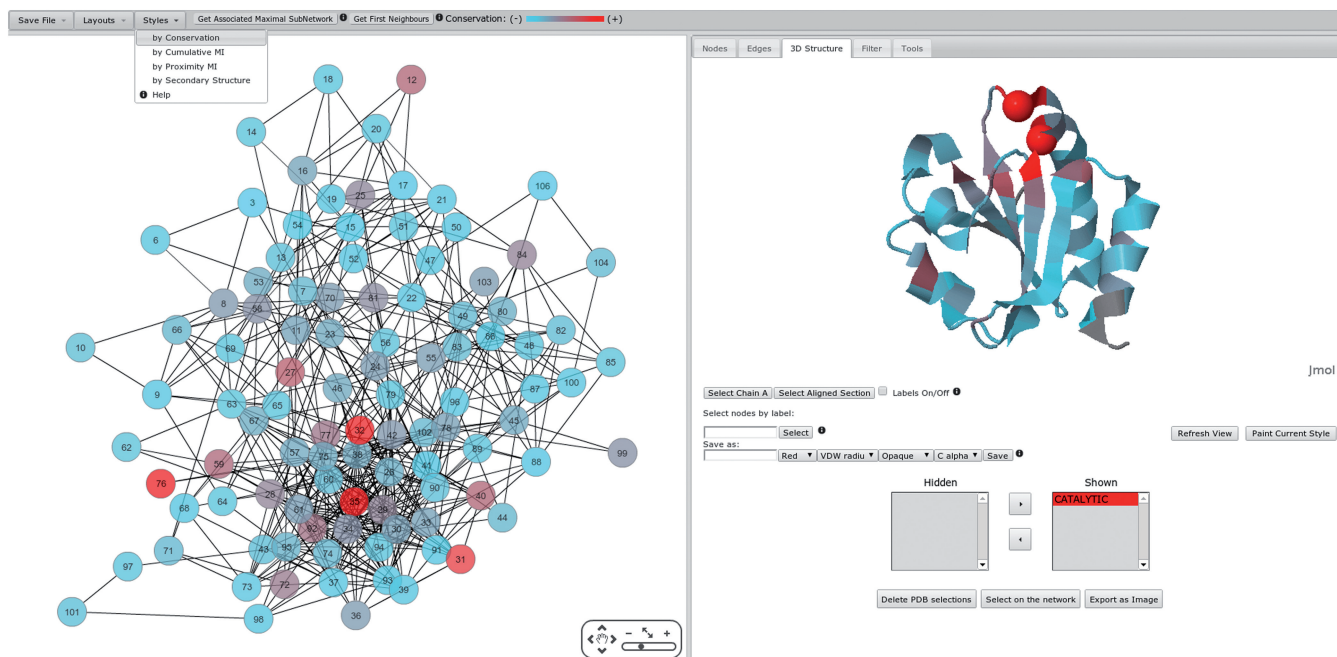 Save File Layouts Styles Get Associated Maximal SubNetwork Get First Neighbours Conservation: (-) (+)
by Conservation
by Cumulative MI
by Proximity MI
by Secondary Structure
Help
18 12
14 20
16
17 106
3 19 25 21
54 15 51 50
6
13 52 47 84 104
53 103
7 70 81 22
8 58 80
66 11 23 49 82
69 56 48
10 55 83 85
27 24
9 46 79 87 100
63 65 96
67 45
77 32 42 78
62 57 75 102 89 99
59 88
76 60 26 41
28 90 40
68 64 61 35 29
44
92 34 30 33
71 43 95 74 94 91 31
97
73 72 37 93 39
101 98 36
Nodes Edges 3D Structure Filter Tools
Jmol
Select Chain A Select Aligned Section Labels On/Off
Select nodes by label:
Select
Refresh View Paint Current Style
Save as:
Red VDW radiu Opaque C alpha Save
Hidden Shown
CATALYTIC
Delete PDB selections Select on the network Export as Image